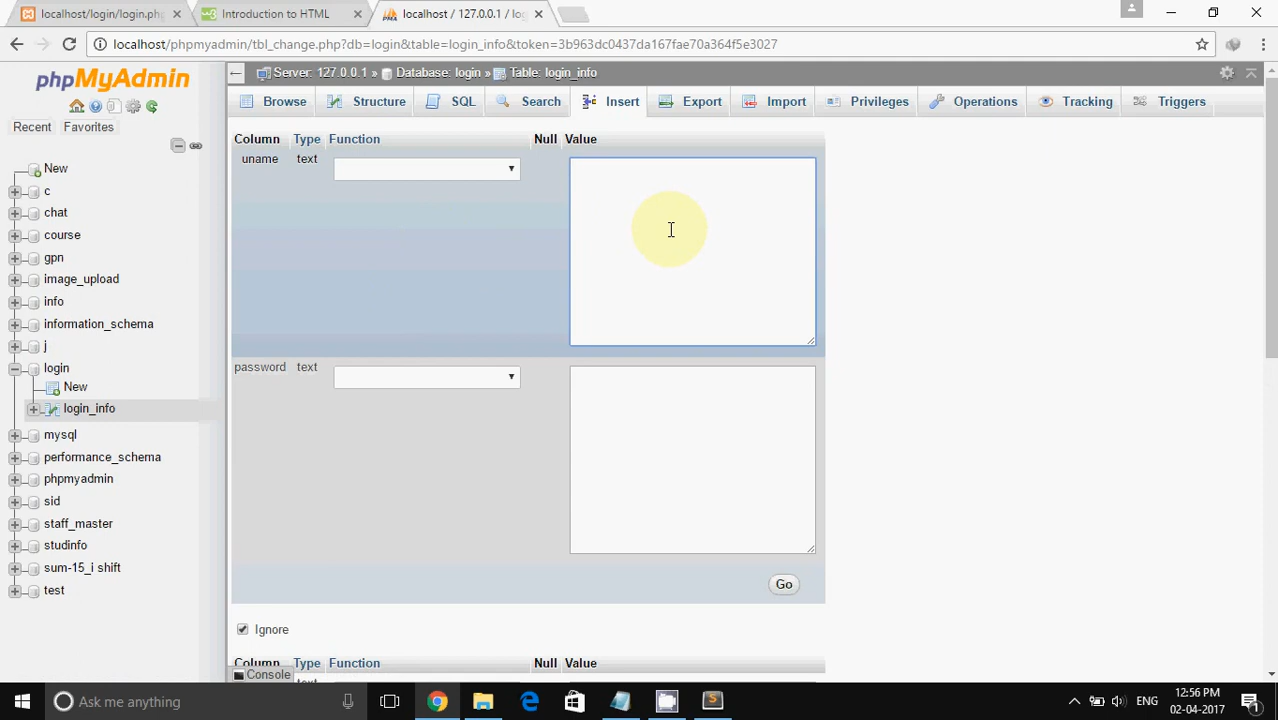 localhost/login/login.php
Introduction to HTML
localhost / 127.0.0.1 / log
localhost/phpmyadmin/tbl_change.php?db=login&table=login_info&token=3b963dc0437da167fae70a364f5e3027
phpMyAdmin
Server: 127.0.0.1 » Database: login » Table: login_info
Browse Structure SQL Search Insert Export Import Privileges Operations Tracking Triggers
Recent Favorites
New
c
chat
course
gpn
image_upload
info
information_schema
j
login
New
login_info
mysql
performance_schema
phpmyadmin
sid
staff_master
studinfo
sum-15_i shift
test
Column Type Function Null Value
uname text
password text
Go
Ignore
Column Type Function Null Value
Console
Ask me anything
ENG
12:56 PM
02-04-2017
1